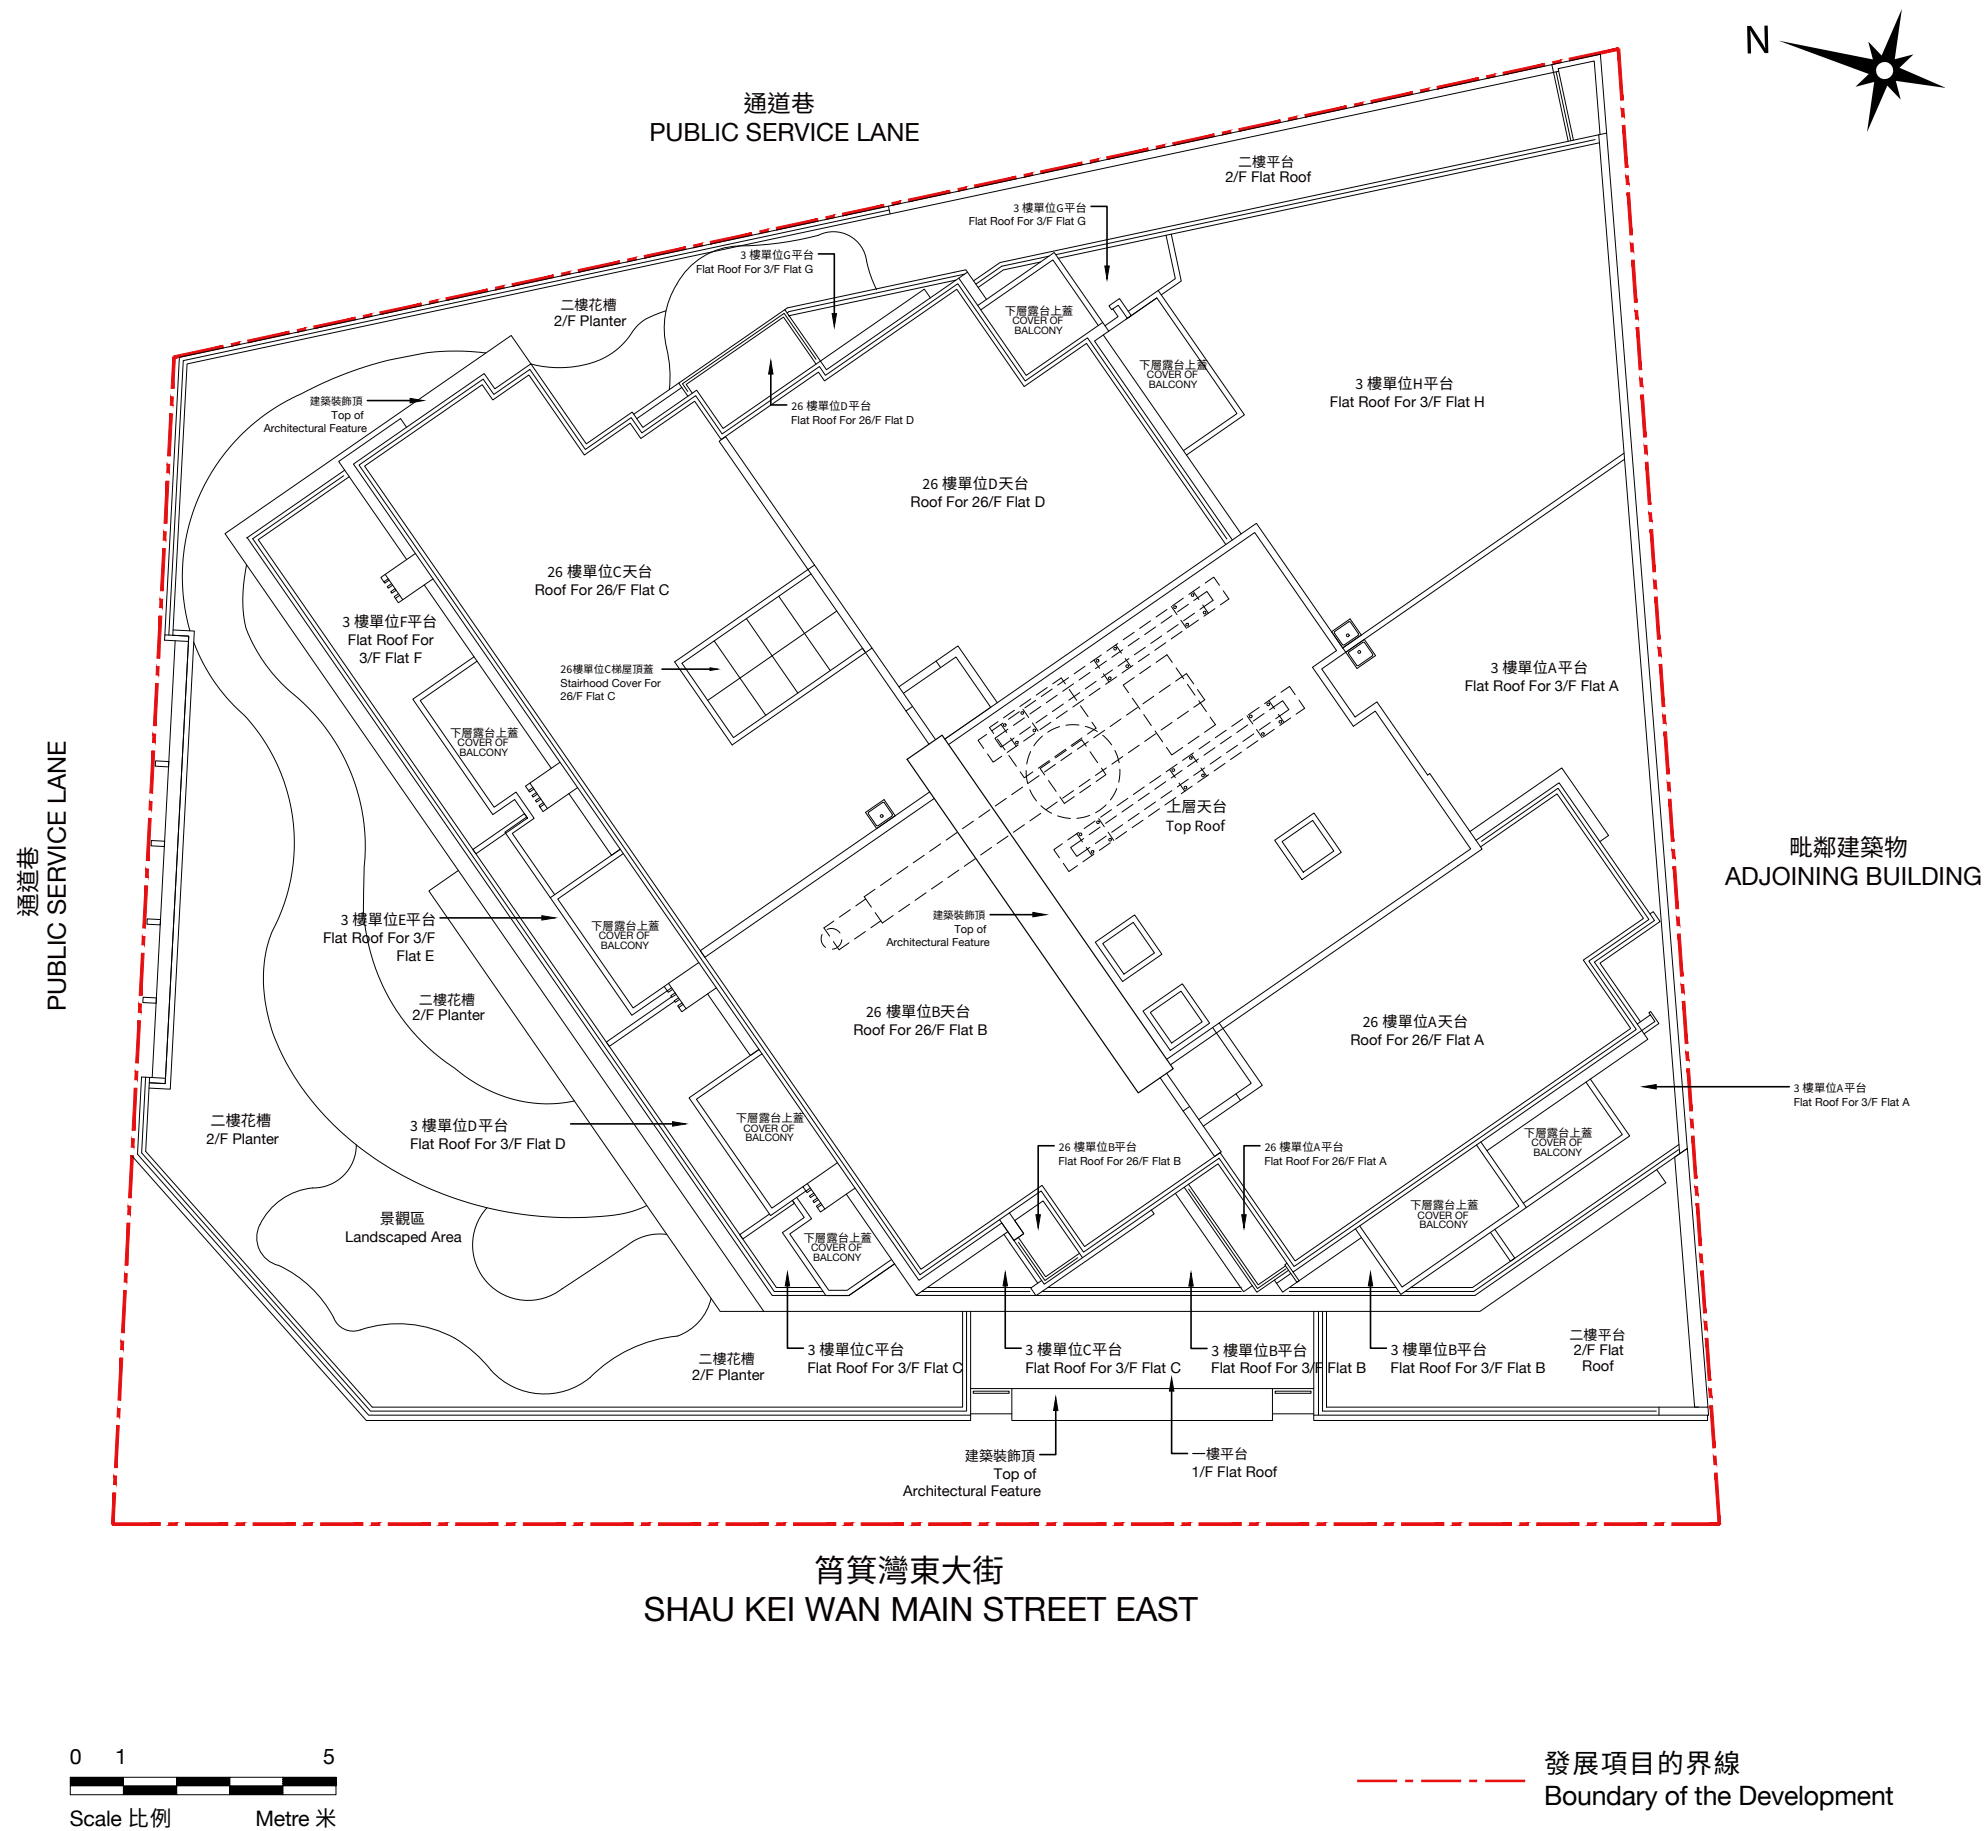 N
通道巷
PUBLIC SERVICE LANE
二樓平台
2/F Flat Roof
3 樓單位G平台
Flat Roof For 3/F Flat G
3 樓單位G平台
Flat Roof For 3/F Flat G
二樓花槽
2/F Planter
下層露台上蓋
COVER OF
BALCONY
下層露台上蓋
COVER OF
BALCONY
3 樓單位H平台
Flat Roof For 3/F Flat H
建築裝飾頂
Top of
Architectural Feature
26 樓單位D平台
Flat Roof For 26/F Flat D
26 樓單位D天台
Roof For 26/F Flat D
26 樓單位C天台
Roof For 26/F Flat C
3 樓單位F平台
Flat Roof For
3/F Flat F
26樓單位C梯屋頂蓋
Stairhood Cover For
26/F Flat C
3 樓單位A平台
Flat Roof For 3/F Flat A
下層露台上蓋
COVER OF
BALCONY
上層天台
Top Roof
通道巷
PUBLIC SERVICE LANE
毗鄰建築物
ADJOINING BUILDING
3 樓單位E平台
Flat Roof For 3/F
Flat E
下層露台上蓋
COVER OF
BALCONY
建築裝飾頂
Top of
Architectural Feature
二樓花槽
2/F Planter
26 樓單位B天台
Roof For 26/F Flat B
26 樓單位A天台
Roof For 26/F Flat A
3 樓單位A平台
Flat Roof For 3/F Flat A
二樓花槽
2/F Planter
3 樓單位D平台
Flat Roof For 3/F Flat D
下層露台上蓋
COVER OF
BALCONY
26 樓單位B平台
Flat Roof For 26/F Flat B
26 樓單位A平台
Flat Roof For 26/F Flat A
下層露台上蓋
COVER OF
BALCONY
下層露台上蓋
COVER OF
BALCONY
景觀區
Landscaped Area
下層露台上蓋
COVER OF
BALCONY
二樓花槽
2/F Planter
3 樓單位C平台
Flat Roof For 3/F Flat C
3 樓單位C平台
Flat Roof For 3/F Flat C
3 樓單位B平台
Flat Roof For 3/F Flat B
3 樓單位B平台
Flat Roof For 3/F Flat B
二樓平台
2/F Flat
Roof
建築裝飾頂
Top of
Architectural Feature
一樓平台
1/F Flat Roof
筲箕灣東大街
SHAU KEI WAN MAIN STREET EAST
0 1 5
Scale 比例 Metre 米
發展項目的界線
Boundary of the Development